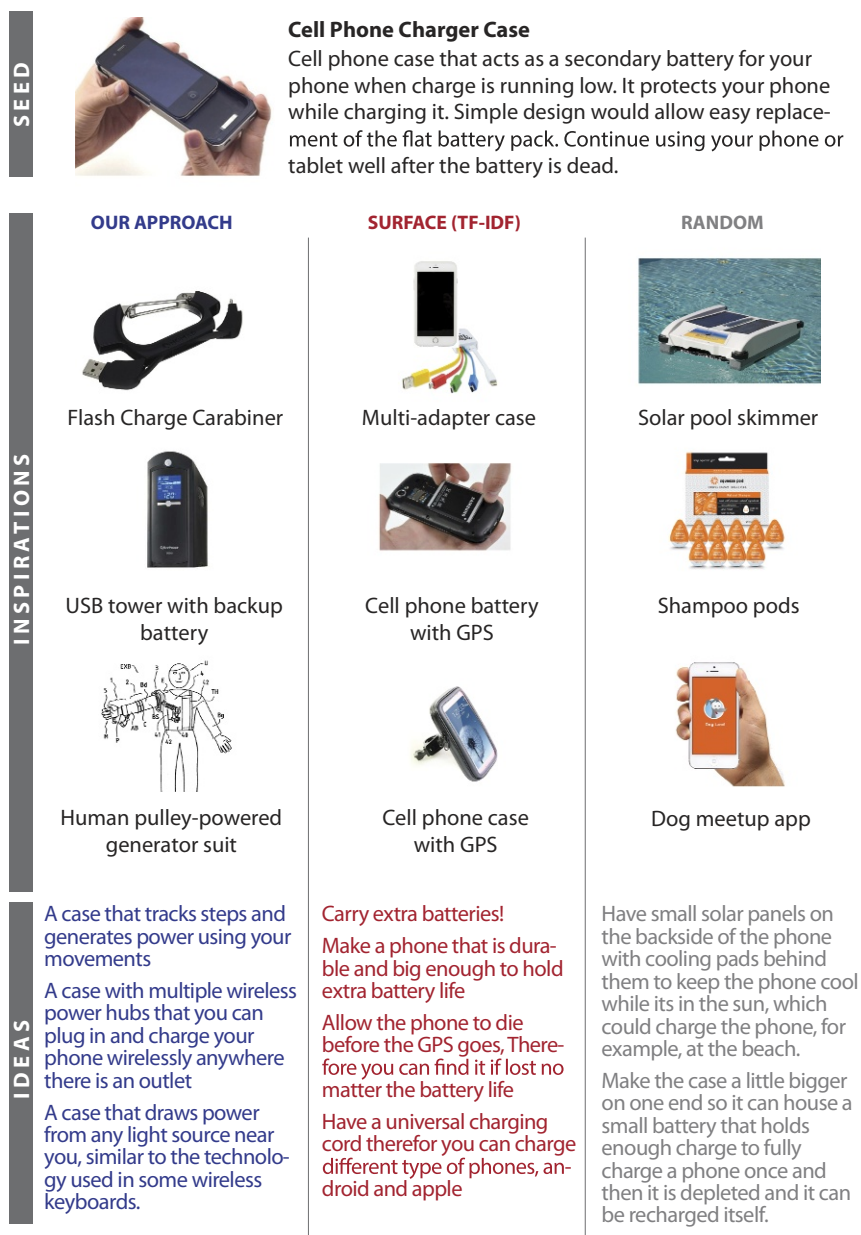 SEED
Cell Phone Charger Case
Cell phone case that acts as a secondary battery for your
phone when charge is running low. It protects your phone
while charging it. Simple design would allow easy replace-
ment of the flat battery pack. Continue using your phone or
tablet well after the battery is dead.
INSPIRATIONS
OUR APPROACH
Flash Charge Carabiner
USB tower with backup
battery
Human pulley-powered
generator suit
SURFACE (TF-IDF)
Multi-adapter case
Cell phone battery
with GPS
Cell phone case
with GPS
RANDOM
Solar pool skimmer
Shampoo pods
Dog meetup app
IDEAS
A case that tracks steps and
generates power using your
movements
A case with multiple wireless
power hubs that you can
plug in and charge your
phone wirelessly anywhere
there is an outlet
A case that draws power
from any light source near
you, similar to the technolo-
gy used in some wireless
keyboards.
Carry extra batteries!
Make a phone that is dura-
ble and big enough to hold
extra battery life
Allow the phone to die
before the GPS goes, There-
fore you can find it if lost no
matter the battery life
Have a universal charging
cord therefor you can charge
different type of phones, an-
droid and apple
Have small solar panels on
the backside of the phone
with cooling pads behind
them to keep the phone cool
while its in the sun, which
could charge the phone, for
example, at the beach.
Make the case a little bigger
on one end so it can house a
small battery that holds
enough charge to fully
charge a phone once and
then it is depleted and it can
be recharged itself.